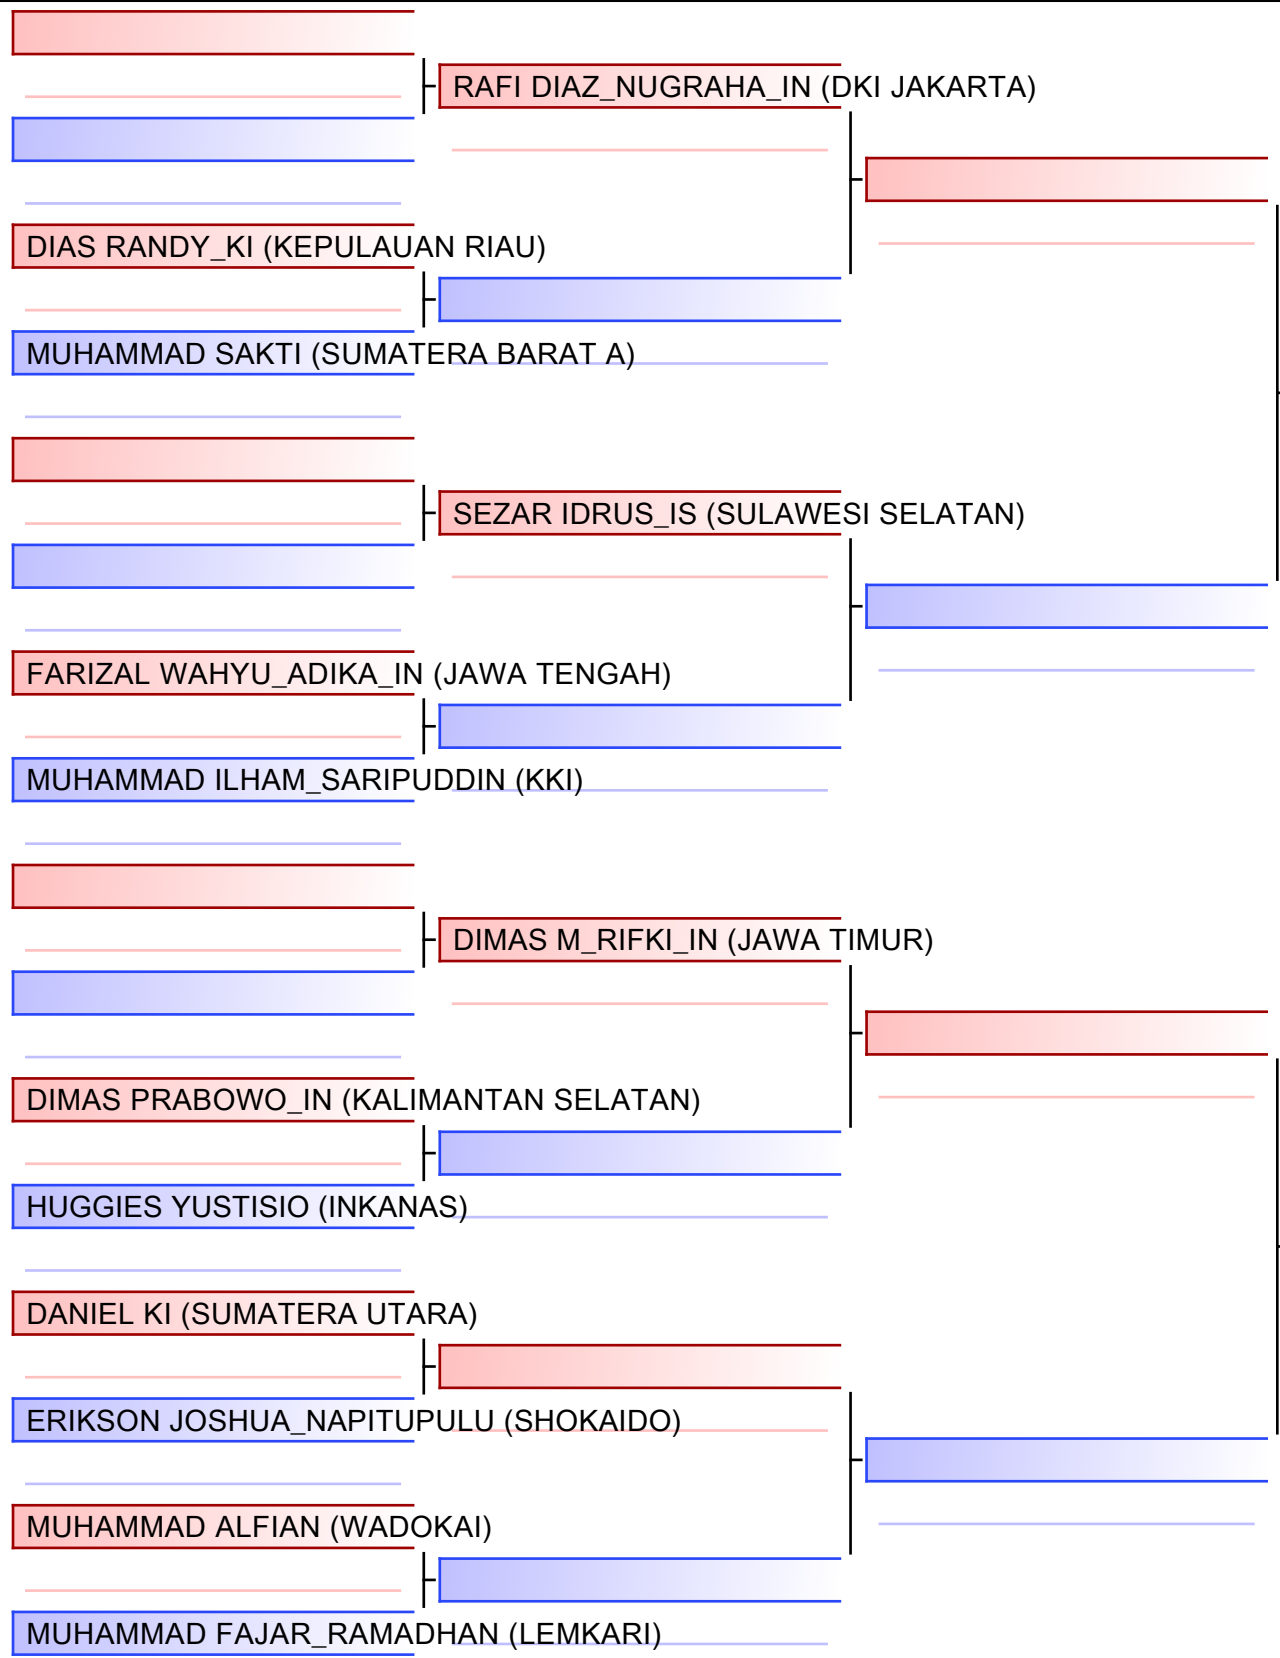 RAFI DIAZ_NUGRAHA_IN (DKI JAKARTA)
DIAS RANDY_KI (KEPULAUAN RIAU)
MUHAMMAD SAKTI (SUMATERA BARAT A)
SEZAR IDRUS_IS (SULAWESI SELATAN)
FARIZAL WAHYU_ADIKA_IN (JAWA TENGAH)
MUHAMMAD ILHAM_SARIPUDDIN (KKI)
DIMAS M_RIFKI_IN (JAWA TIMUR)
DIMAS PRABOWO_IN (KALIMANTAN SELATAN)
HUGGIES YUSTISIO (INKANAS)
DANIEL KI (SUMATERA UTARA)
ERIKSON JOSHUA_NAPITUPULU (SHOKAIDO)
MUHAMMAD ALFIAN (WADOKAI)
MUHAMMAD FAJAR_RAMADHAN (LEMKARI)